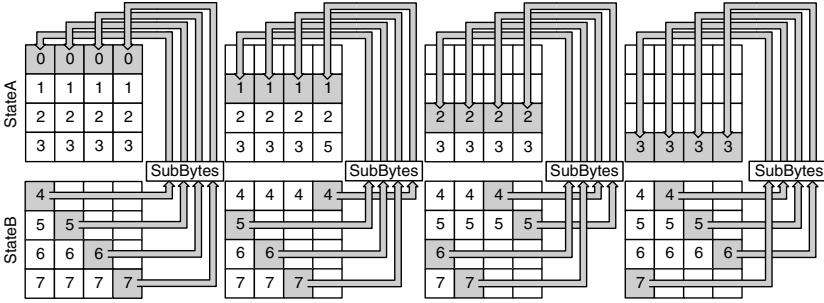 StateA
0 0 0 0
1 1 1 1 1 1 1 1
2 2 2 2 2 2 2 2 2 2 2 2
3 3 3 3 3 3 3 5 3 3 3 3 3 3 3 3
SubBytes SubBytes SubBytes SubBytes
StateB
4 4 4 4 4 4 4 4 4 4
5 5 5 5 5 5 5 5 5 5
6 6 6 6 6 6 6 6 6 6
7 7 7 7 7 7 7 7 7 7